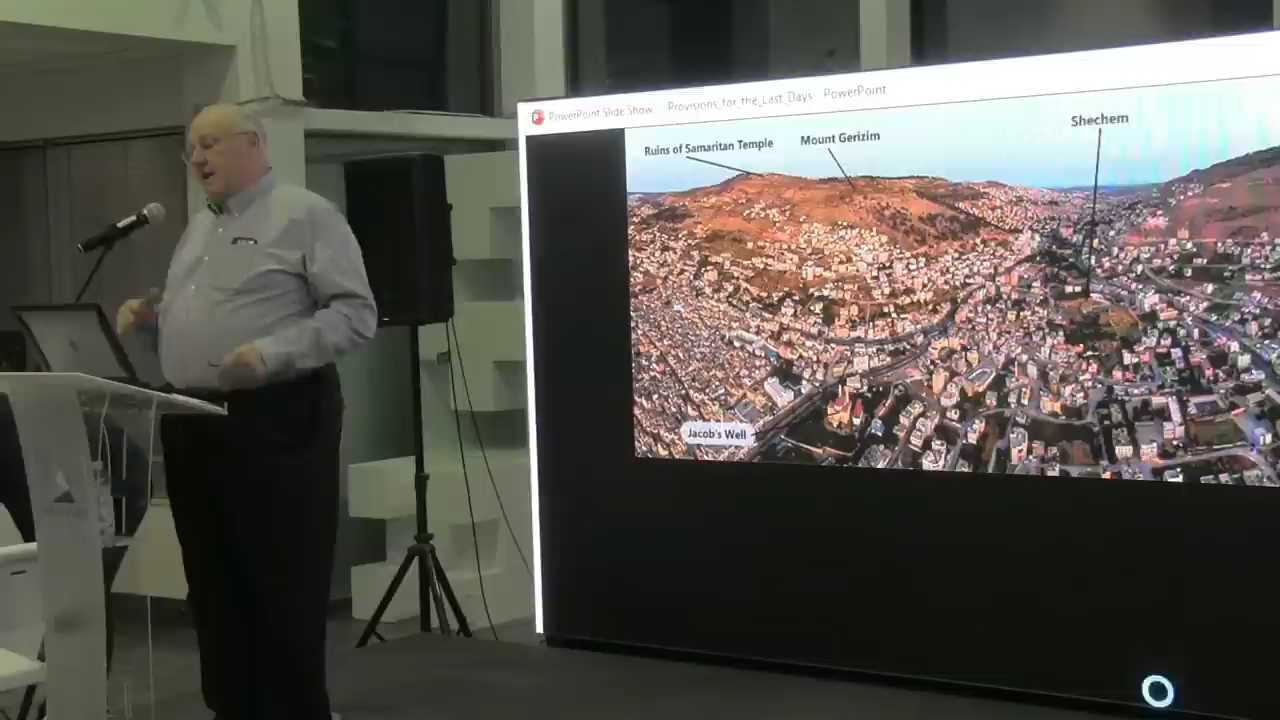 PowerPoint Slide Show - Provisions_for_the_Last_Days - PowerPoint
Ruins of Samaritan Temple
Mount Gerizim
Shechem
Jacob's Well